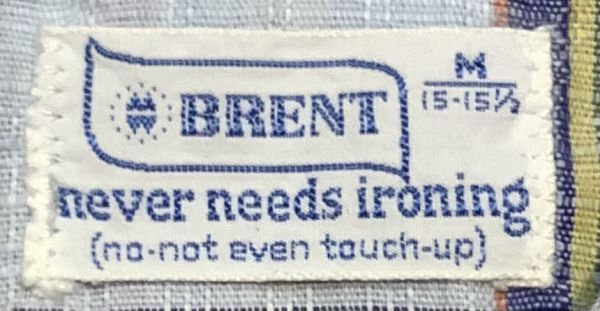 BRENT
M
15-15½
never needs ironing
(no-not even touch-up)